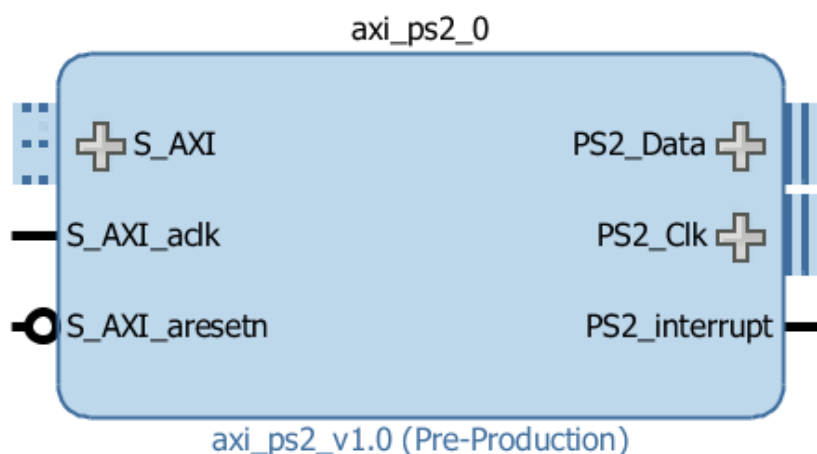 axi_ps2_0
S_AXI
PS2_Data
S_AXI_aclk
PS2_Clk
S_AXI_aresetn
PS2_interrupt
axi_ps2_v1.0 (Pre-Production)